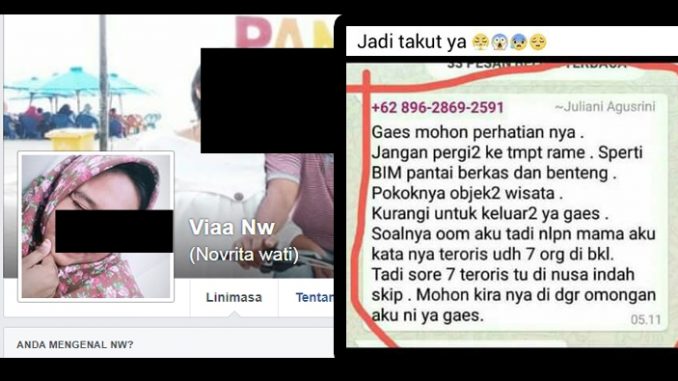 PAN
Viaa Nw
(Novrita wati)
Linimasa
Tentan
ANDA MENGENAL NW?
Jadi takut ya 😤😱😰😌
+62 896-2869-2591
~Juliani Agusrini
Gaes mohon perhatian nya .
Jangan pergi2 ke tmpt rame . Sperti
BIM pantai berkas dan benteng .
Pokoknya objek2 wisata .
Kurangi untuk keluar2 ya gaes .
Soalnya oom aku tadi nlpn mama aku
kata nya teroris udh 7 org di bkl.
Tadi sore 7 teroris tu di nusa indah
skip . Mohon kira nya di dgr omongan
aku ni ya gaes.
05.11